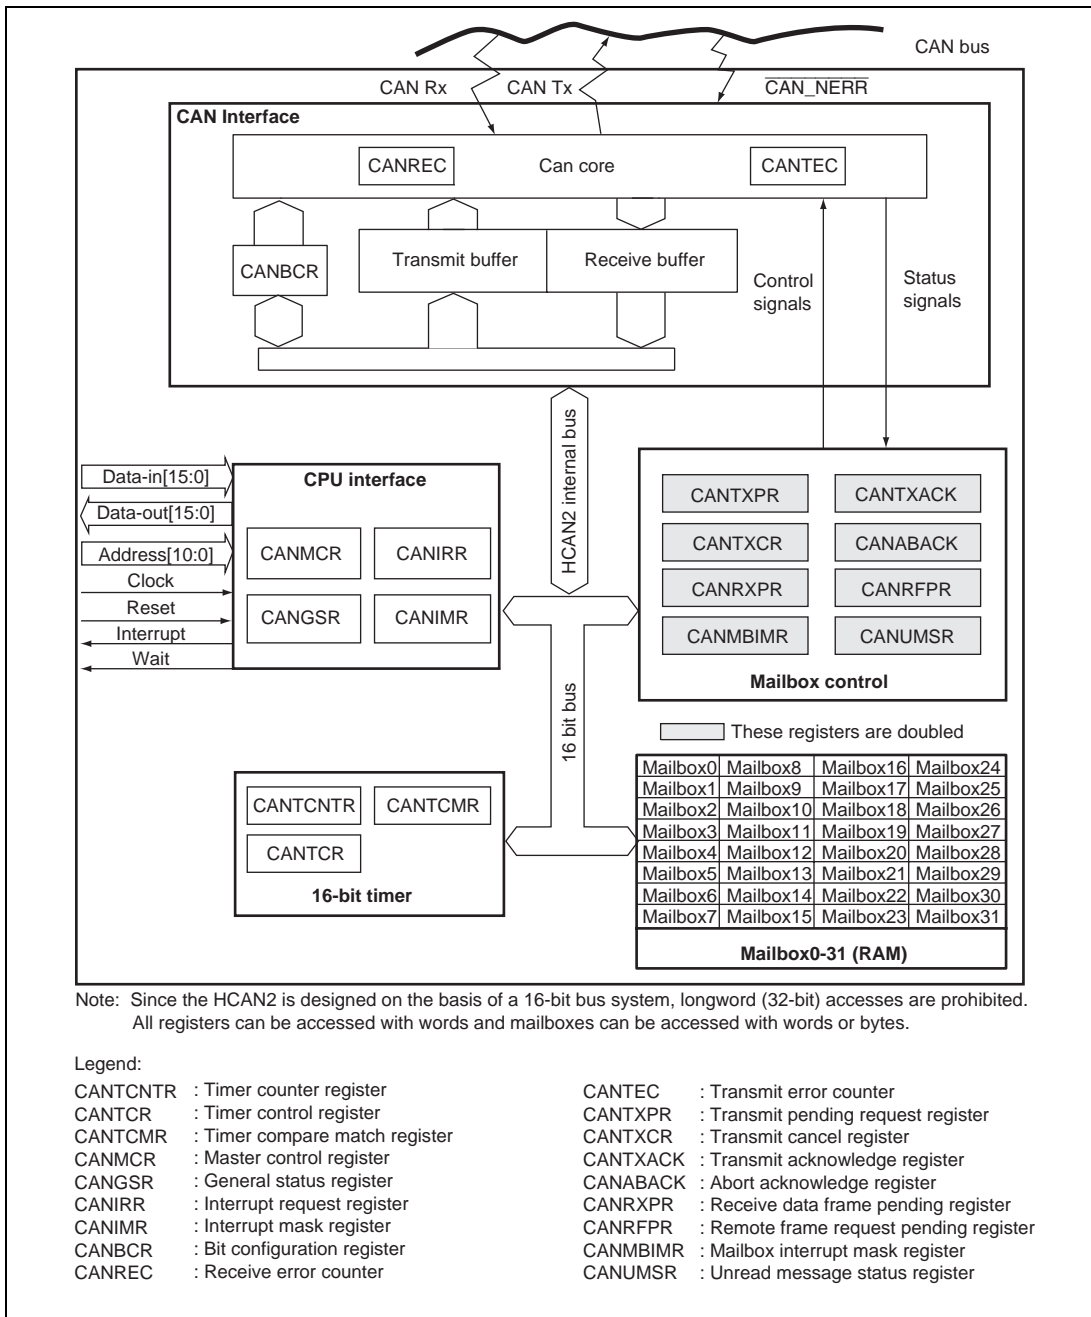 CAN bus
CAN Rx
CAN Tx
CAN_NERR
CAN Interface
CANREC
Can core
CANTEC
CANBCR
Transmit buffer
Receive buffer
Control
signals
Status
signals
HCAN2 internal bus
Data-in[15:0]
Data-out[15:0]
Address[10:0]
Clock
Reset
Interrupt
Wait
CPU interface
CANMCR
CANIRR
CANGSR
CANIMR
CANTXPR
CANTXACK
CANTXCR
CANABACK
CANRXPR
CANRFPR
CANMBIMR
CANUMSR
Mailbox control
16 bit bus
These registers are doubled
CANTCNTR
CANTCMR
CANTCR
16-bit timer
Mailbox0 Mailbox8 Mailbox16 Mailbox24
Mailbox1 Mailbox9 Mailbox17 Mailbox25
Mailbox2 Mailbox10 Mailbox18 Mailbox26
Mailbox3 Mailbox11 Mailbox19 Mailbox27
Mailbox4 Mailbox12 Mailbox20 Mailbox28
Mailbox5 Mailbox13 Mailbox21 Mailbox29
Mailbox6 Mailbox14 Mailbox22 Mailbox30
Mailbox7 Mailbox15 Mailbox23 Mailbox31
Mailbox0-31 (RAM)
Note: Since the HCAN2 is designed on the basis of a 16-bit bus system, longword (32-bit) accesses are prohibited.
All registers can be accessed with words and mailboxes can be accessed with words or bytes.
Legend:
CANTCNTR : Timer counter register
CANTCR : Timer control register
CANTCMR : Timer compare match register
CANMCR : Master control register
CANGSR : General status register
CANIRR : Interrupt request register
CANIMR : Interrupt mask register
CANBCR : Bit configuration register
CANREC : Receive error counter
CANTEC : Transmit error counter
CANTXPR : Transmit pending request register
CANTXCR : Transmit cancel register
CANTXACK : Transmit acknowledge register
CANABACK : Abort acknowledge register
CANRXPR : Receive data frame pending register
CANRFPR : Remote frame request pending register
CANMBIMR : Mailbox interrupt mask register
CANUMSR : Unread message status register